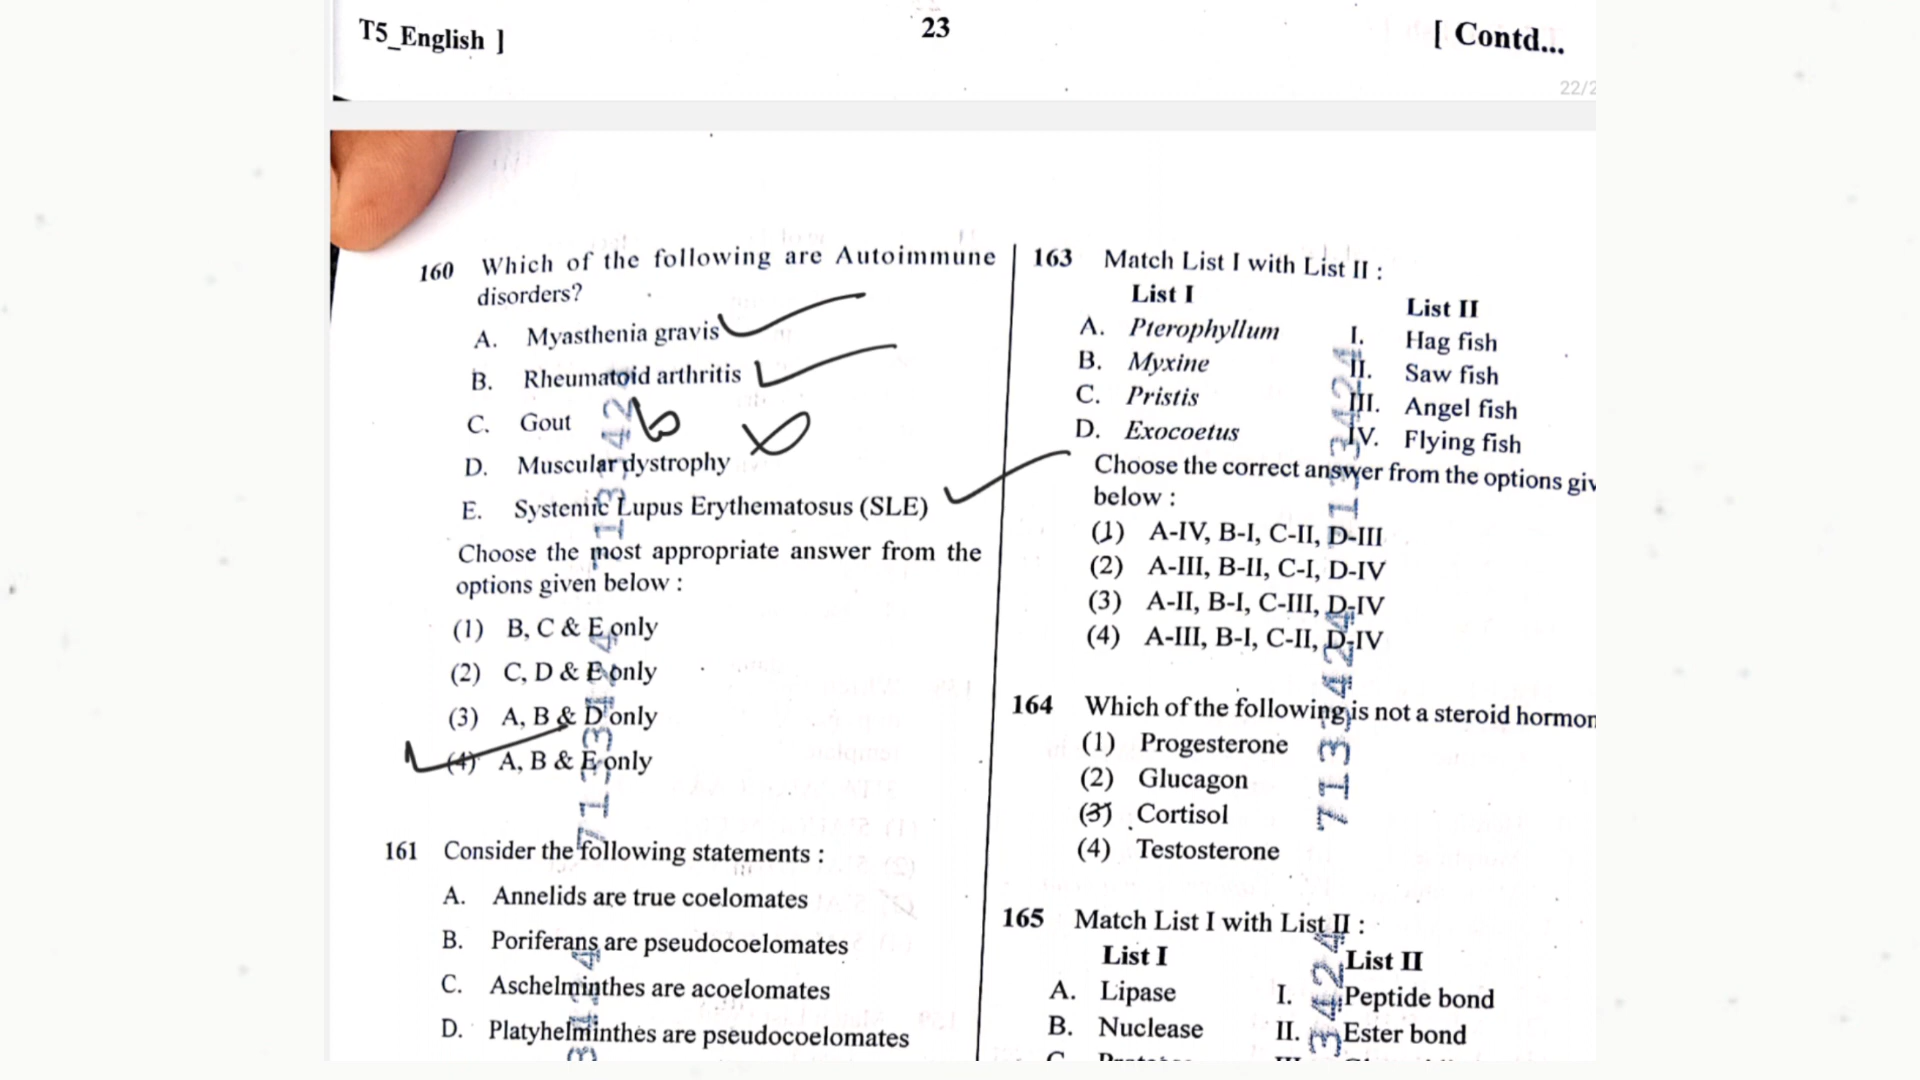 T5_English ]
23
[ Contd...
22/2
160 Which of the following are Autoimmune
disorders?
A. Myasthenia gravis
B. Rheumatoid arthritis
C. Gout
D. Muscular dystrophy
E. Systemic Lupus Erythematosus (SLE)
Choose the most appropriate answer from the
options given below :
(1) B, C & E only
(2) C, D & E only
(3) A, B & D only
(4) A, B & E only
161 Consider the following statements :
A. Annelids are true coelomates
B. Poriferans are pseudocoelomates
C. Aschelminthes are acoelomates
D. Platyhelminthes are pseudocoelomates
163 Match List I with List II :
List I List II
A. Pterophyllum I. Hag fish
B. Myxine II. Saw fish
C. Pristis III. Angel fish
D. Exocoetus IV. Flying fish
Choose the correct answer from the options giv
below :
(1) A-IV, B-I, C-II, D-III
(2) A-III, B-II, C-I, D-IV
(3) A-II, B-I, C-III, D-IV
(4) A-III, B-I, C-II, D-IV
164 Which of the following is not a steroid hormon
(1) Progesterone
(2) Glucagon
(3) Cortisol
(4) Testosterone
165 Match List I with List II :
List I List II
A. Lipase I. Peptide bond
B. Nuclease II. Ester bond
7133424
7133424